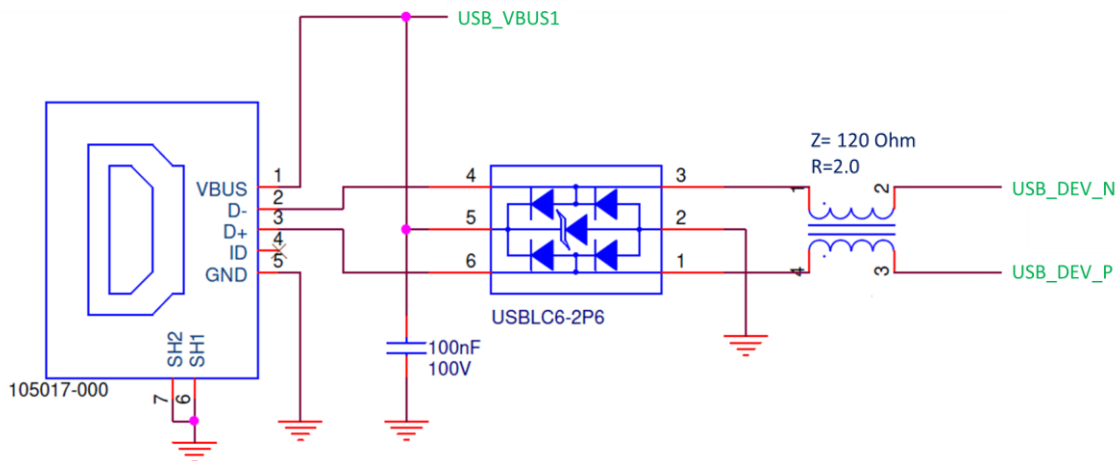 USB_VBUS1
Z= 120 Ohm
R=2.0
VBUS 1
D- 2
D+ 3
ID 4
GND 5
4 3
5 2
6 1
1 2
4 3
USB_DEV_N
USB_DEV_P
USBLC6-2P6
100nF
100V
SH2
SH1
7
6
105017-000